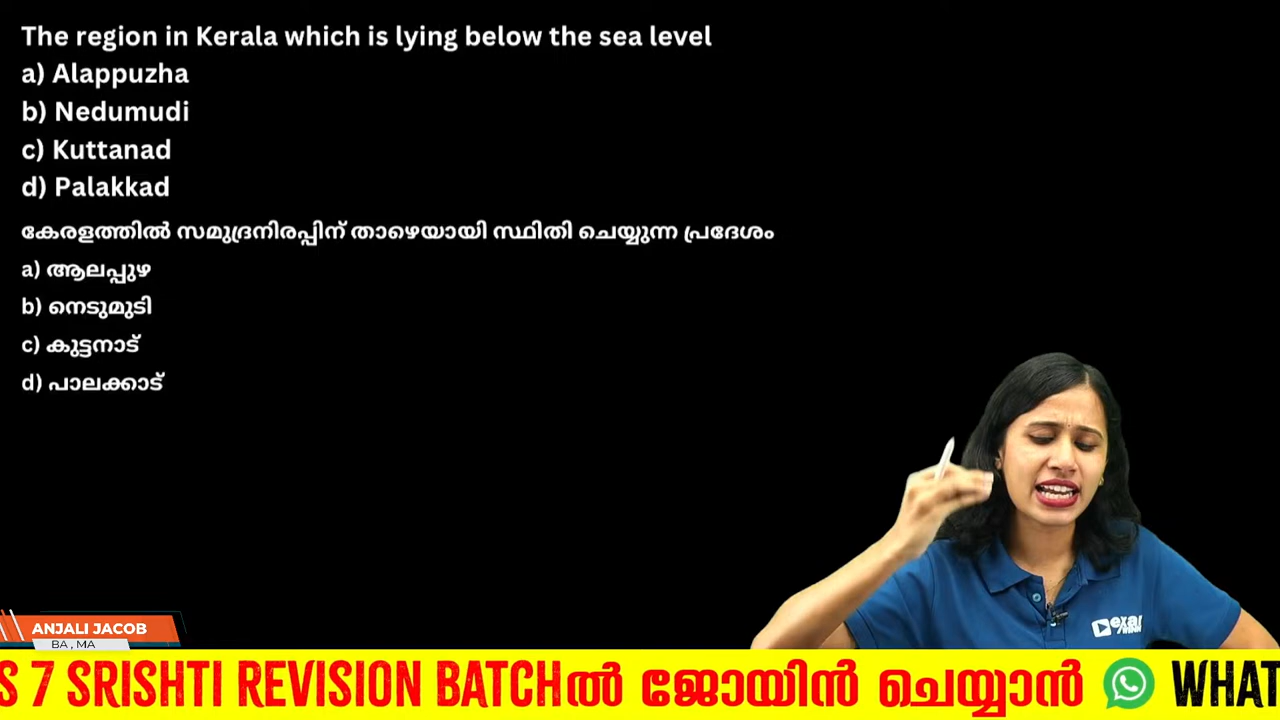 The region in Kerala which is lying below the sea level
a) Alappuzha
b) Nedumudi
c) Kuttanad
d) Palakkad
കേരളത്തിൽ സമുദ്രനിരപ്പിന് താഴെയായി സ്ഥിതി ചെയ്യുന്ന പ്രദേശം
a) ആലപ്പുഴ
b) നെടുമുടി
c) കുട്ടനാട്
d) പാലക്കാട്
exam
ANJALI JACOB
BA , MA
S 7 SRISHTI REVISION BATCHൽ ജോയിൻ ചെയ്യാൻ WHAT